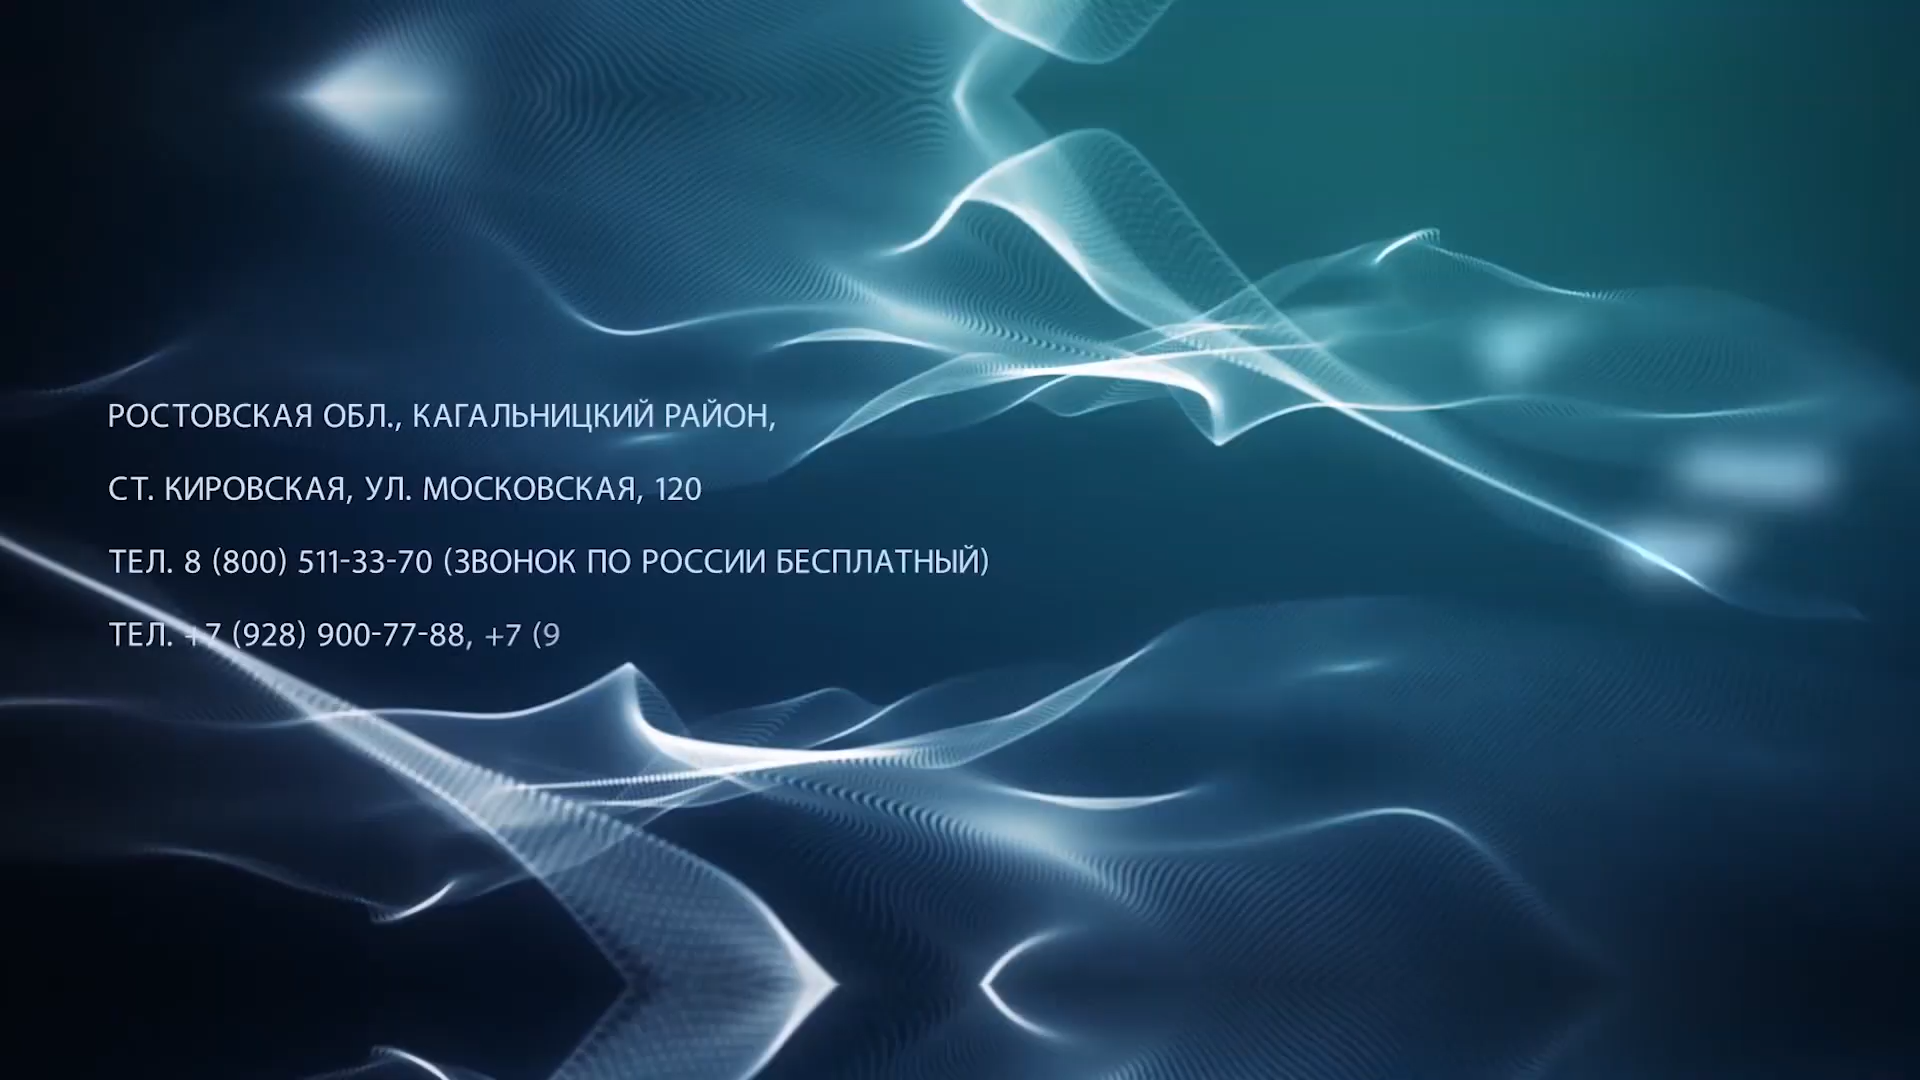 РОСТОВСКАЯ ОБЛ., КАГАЛЬНИЦКИЙ РАЙОН,
СТ. КИРОВСКАЯ, УЛ. МОСКОВСКАЯ, 120
ТЕЛ. 8 (800) 511-33-70 (ЗВОНОК ПО РОССИИ БЕСПЛАТНЫЙ)
ТЕЛ. +7 (928) 900-77-88, +7 (9